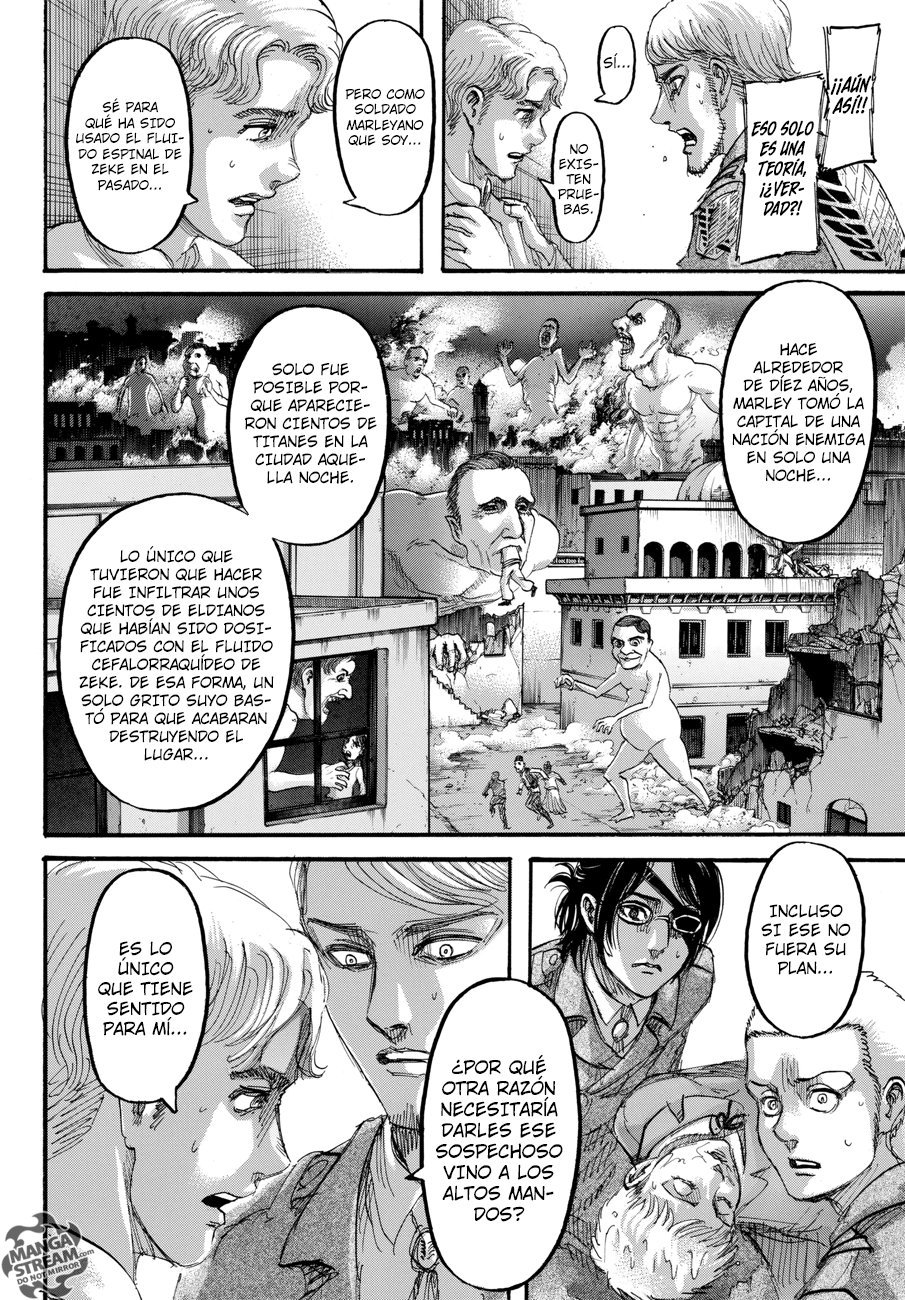 ¡¡AÚN
ASÍ!!
ESO SOLO
ES UNA
TEORÍA,
¡¿VER-
DAD?!
SÍ...
NO
EXIS-
TEN
PRUE-
BAS.
PERO COMO
SOLDADO
MARLEYANO
QUE SOY...
SÉ PARA
QUÉ HA SIDO
USADO EL FLUI-
DO ESPINAL DE
ZEKE EN EL
PASADO...
HACE
ALREDEDOR
DE DÍEZ AÑOS,
MARLEY TOMÓ LA
CAPITAL DE UNA
NACIÓN ENEMIGA
EN SOLO UNA
NOCHE...
SOLO FUE
POSIBLE POR-
QUE APARECIE-
RON CIENTOS DE
TITANES EN LA
CIUDAD AQUE-
LLA NOCHE.
LO ÚNICO QUE
TUVIERON QUE HACER
FUE INFILTRAR UNOS
CIENTOS DE ELDIANOS
QUE HABÍAN SIDO DOSI-
FICADOS CON EL FLUIDO
CEFALORRAQUÍDEO DE
ZEKE. DE ESA FORMA, UN
SOLO GRITO SUYO BAS-
TÓ PARA QUE ACABARAN
DESTRUYENDO EL
LUGAR...
INCLUSO
SI ESE NO
FUERA SU
PLAN...
¿POR QUÉ
OTRA RAZÓN
NECESITARÍA
DARLES ESE
SOSPECHOSO
VINO A LOS
ALTOS MAN-
DOS?
ES LO
ÚNICO
QUE TIENE
SENTIDO
PARA MÍ...
MANGA
STREAM.com
DO NOT MIRROR!